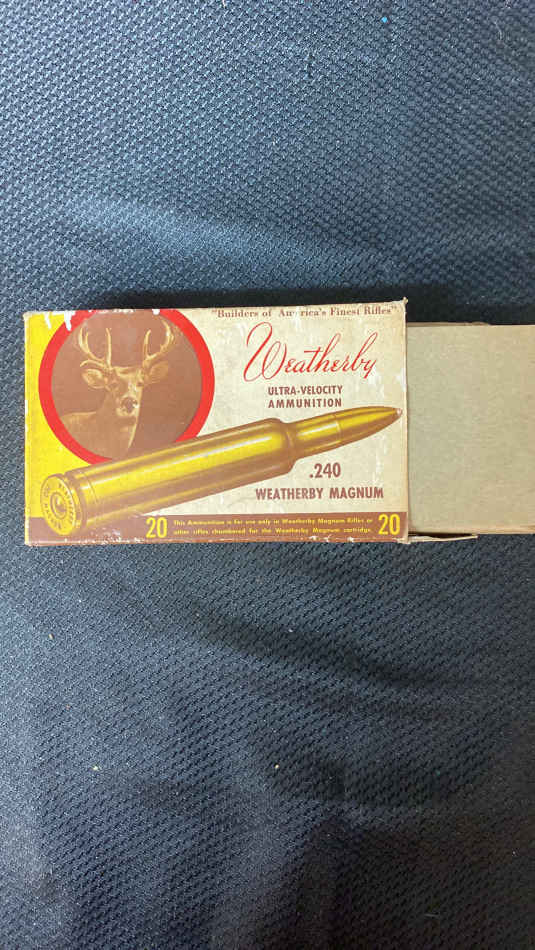 "Builders of America's Finest Rifles"
Weatherby
ULTRA-VELOCITY
AMMUNITION
.240
WEATHERBY MAGNUM
20 This Ammunition is for use only in Weatherby Magnum Rifles or 20
other rifles chambered for the Weatherby Magnum cartridge.